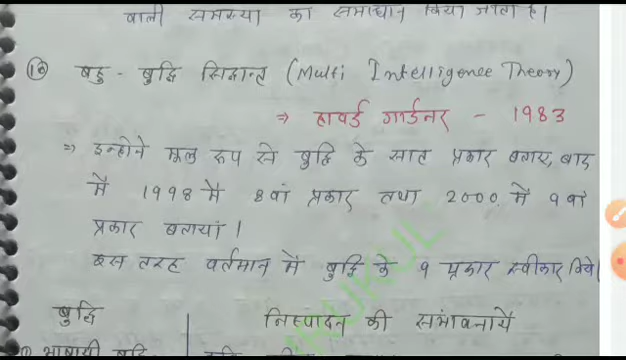 वाली समस्या का समाधान किया जाता है।
(10) बहु - बुद्धि सिद्धान्त (Multi Intelligence Theory)
⇒ हावर्ड गार्डनर - 1983
⇒ इन्होने मूल रूप से बुद्धि के सात प्रकार बताए, बाद
में 1998 में 8वां प्रकार तथा 2000 में 9वां
प्रकार बताया।
इस तरह वर्तमान में बुद्धि के 9 प्रकार स्वीकार किये।
बुद्धि | निष्पादन की संभावनायें
भाषायी बुद्धि